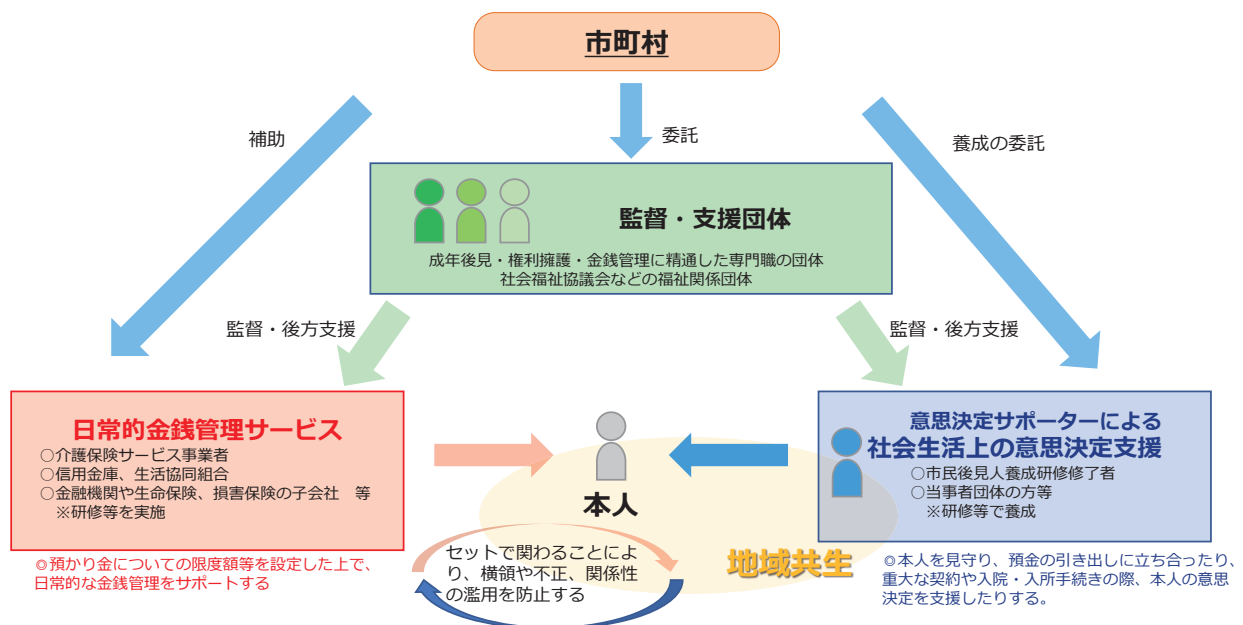 市町村
補助
委託
養成の委託
監督・支援団体
成年後見・権利擁護・金銭管理に精通した専門職の団体
社会福祉協議会などの福祉関係団体
監督・後方支援
監督・後方支援
日常的金銭管理サービス
○介護保険サービス事業者
○信用金庫、生活協同組合
○金融機関や生命保険、損害保険の子会社　等
※研修等を実施
◎預かり金についての限度額等を設定した上で、
日常的な金銭管理をサポートする
本人
セットで関わることによ
り、横領や不正、関係性
の濫用を防止する
地域共生
意思決定サポーターによる
社会生活上の意思決定支援
○市民後見人養成研修修了者
○当事者団体の方等
※研修等で養成
◎本人を見守り、預金の引き出しに立ち合ったり、
重大な契約や入院・入所手続きの際、本人の意思
決定を支援したりする。